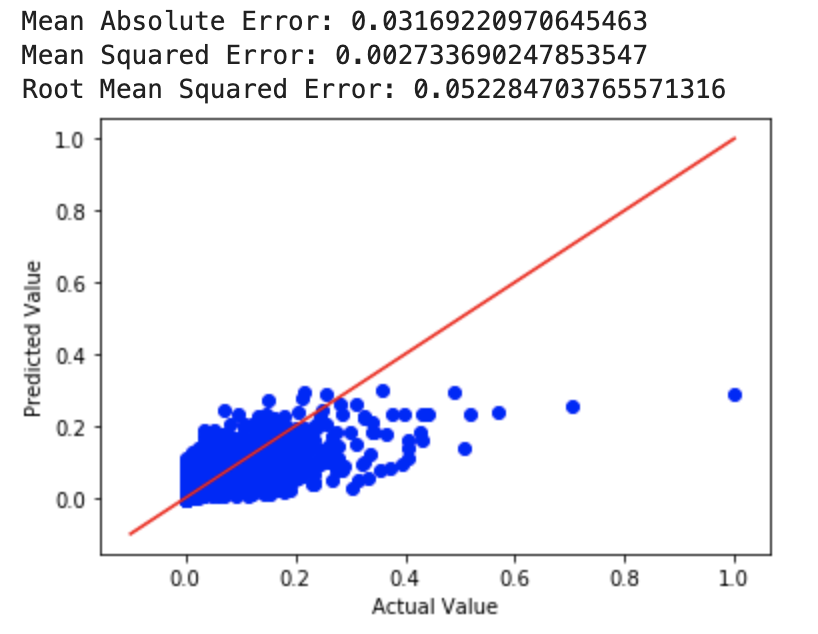 Mean Absolute Error: 0.03169220970645463
Mean Squared Error: 0.002733690247853547
Root Mean Squared Error: 0.052284703765571316
1.0
0.8
0.6
0.4
0.2
0.0
Predicted Value
0.0 0.2 0.4 0.6 0.8 1.0
Actual Value